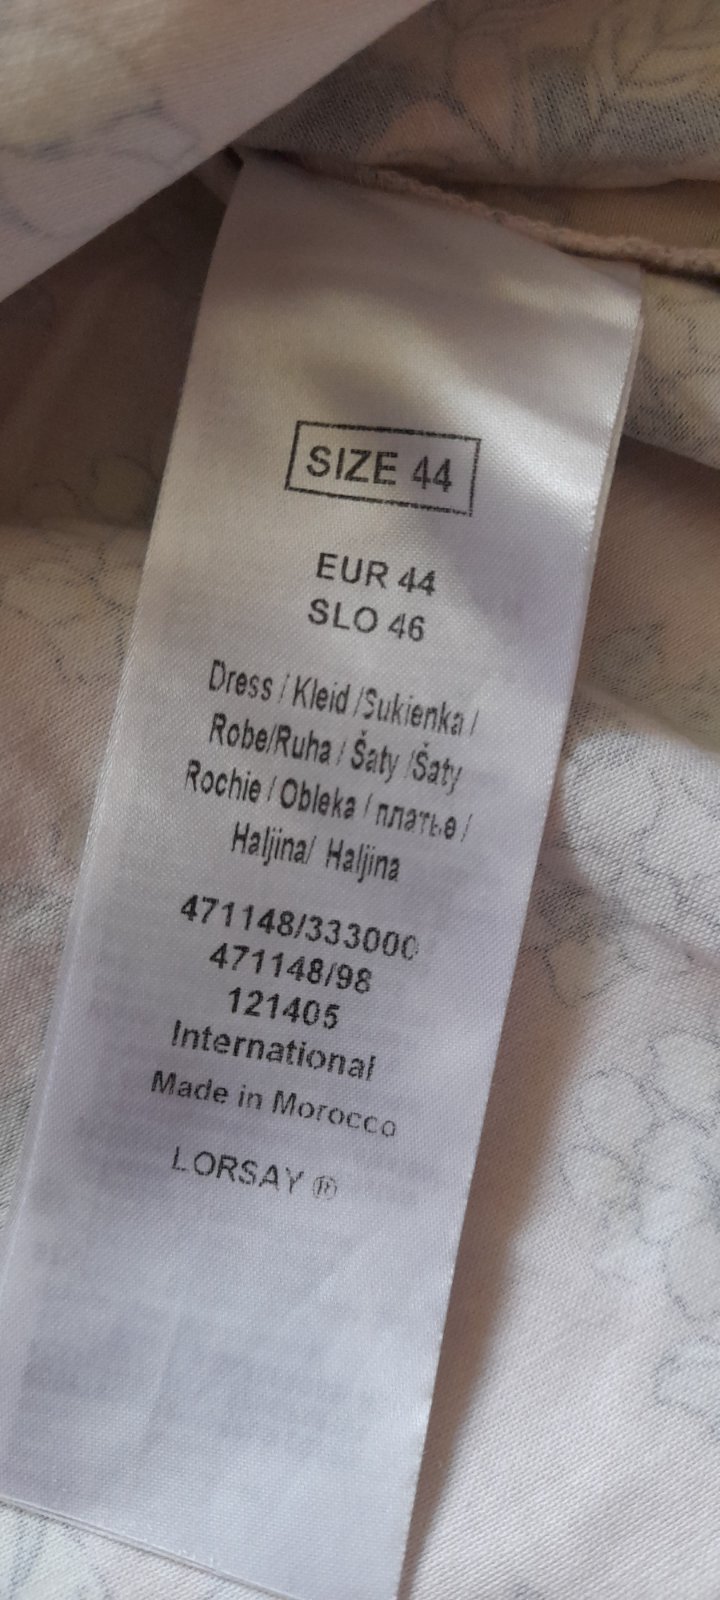 SIZE 44
EUR 44
SLO 46
Dress / Kleid /Sukienka /
Robe/Ruha / Šaty /Šaty
Rochie / Obleka / платье /
Haljina/ Haljina
471148/333000
471148/98
121405
International
Made in Morocco
LORSAY ®